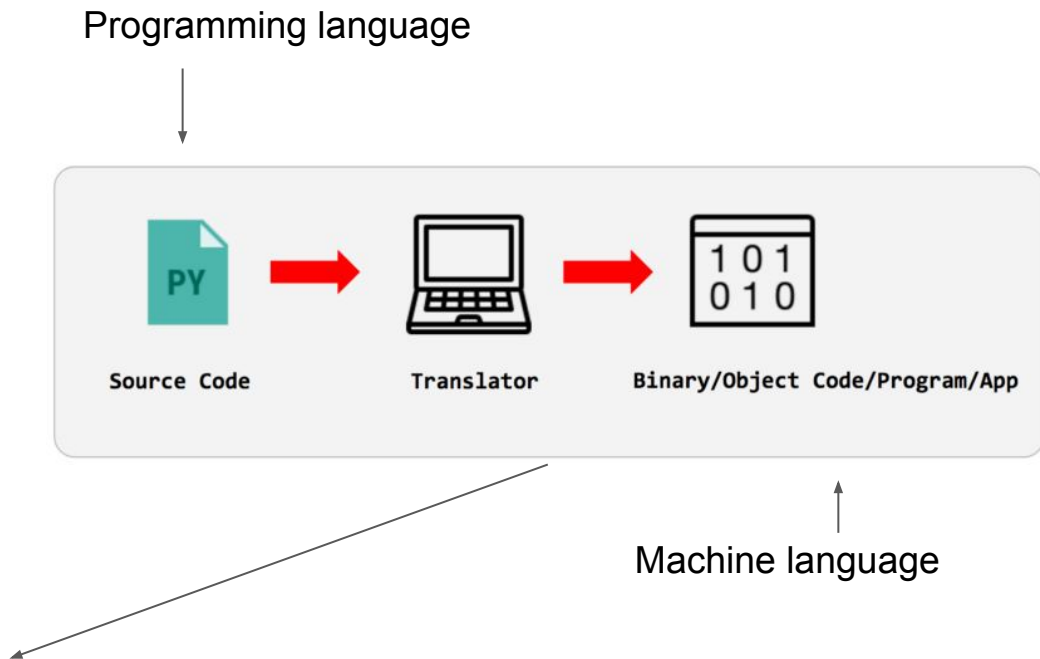 Programming language
PY
1 0 1
0 1 0
Source Code
Translator
Binary/Object Code/Program/App
Machine language